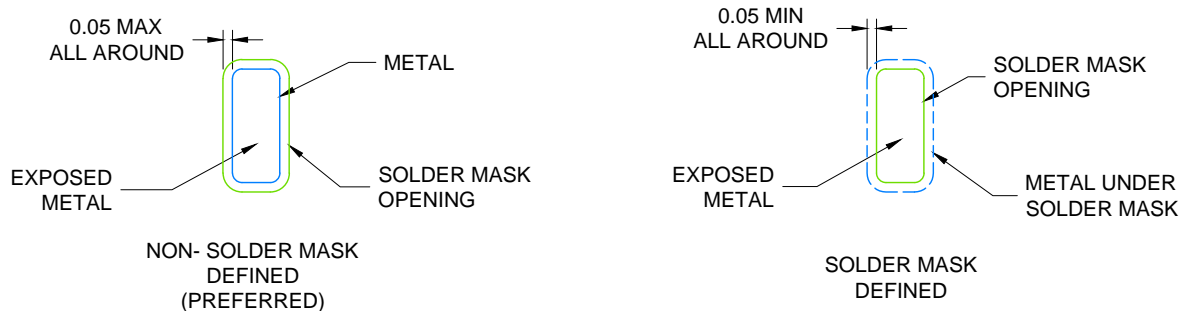 0.05 MAX
ALL AROUND
METAL
EXPOSED
METAL
SOLDER MASK
OPENING
NON- SOLDER MASK
DEFINED
(PREFERRED)
0.05 MIN
ALL AROUND
SOLDER MASK
OPENING
EXPOSED
METAL
METAL UNDER
SOLDER MASK
SOLDER MASK
DEFINED